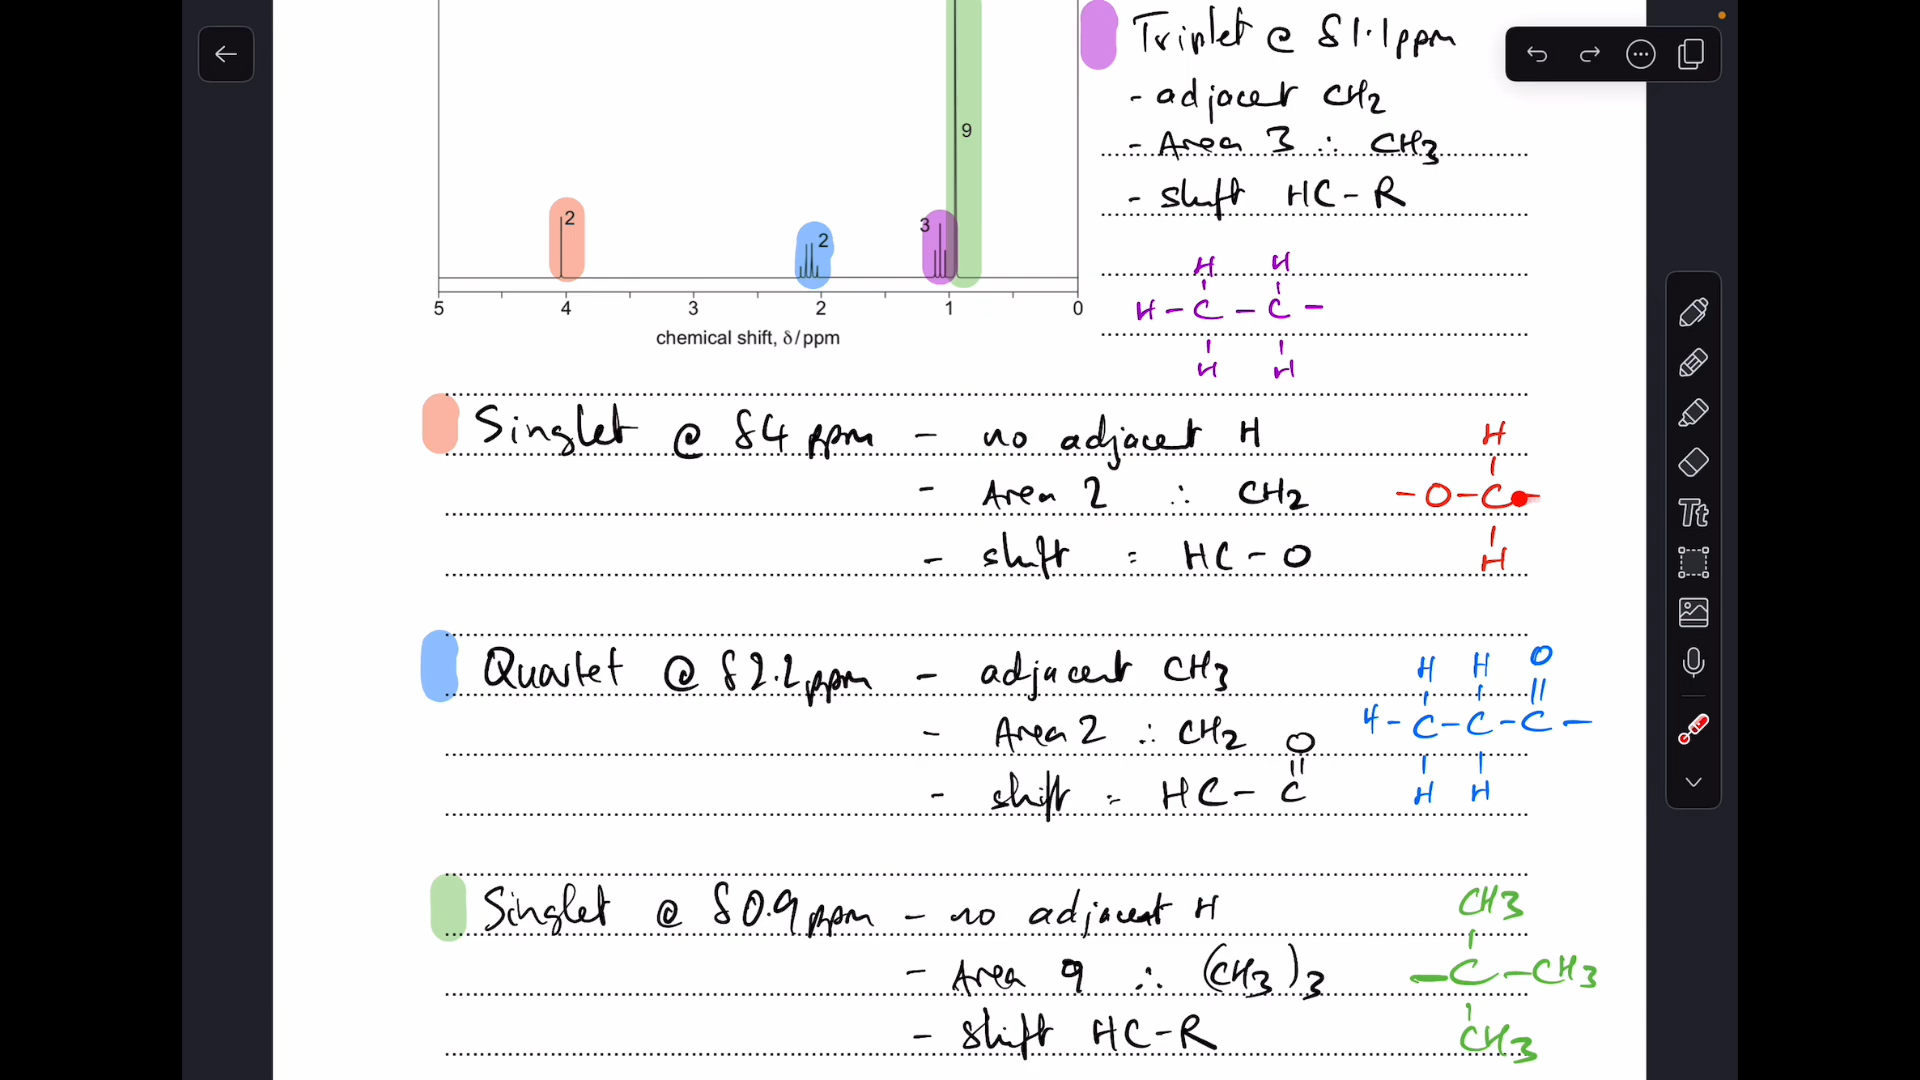 9
2
2
3
5 4 3 2 1 0
chemical shift, δ/ppm
Triplet @ δ1.1ppm
- adjacent CH2
- Area 3 ∴ CH3
- shift HC-R
H H
H-C-C-
H H
Singlet @ δ4 ppm - no adjacent H
- Area 2 ∴ CH2
- shift = HC-O
H
-O-C-
H
Quartet @ δ2.2ppm - adjacent CH3
- Area 2 ∴ CH2
O
||
- shift = HC-C
H H O
||
H-C-C-C-
H H
Singlet @ δ0.9ppm - no adjacent H
- Area 9 ∴ (CH3)3
- shift HC-R
CH3
-C-CH3
CH3
Tt